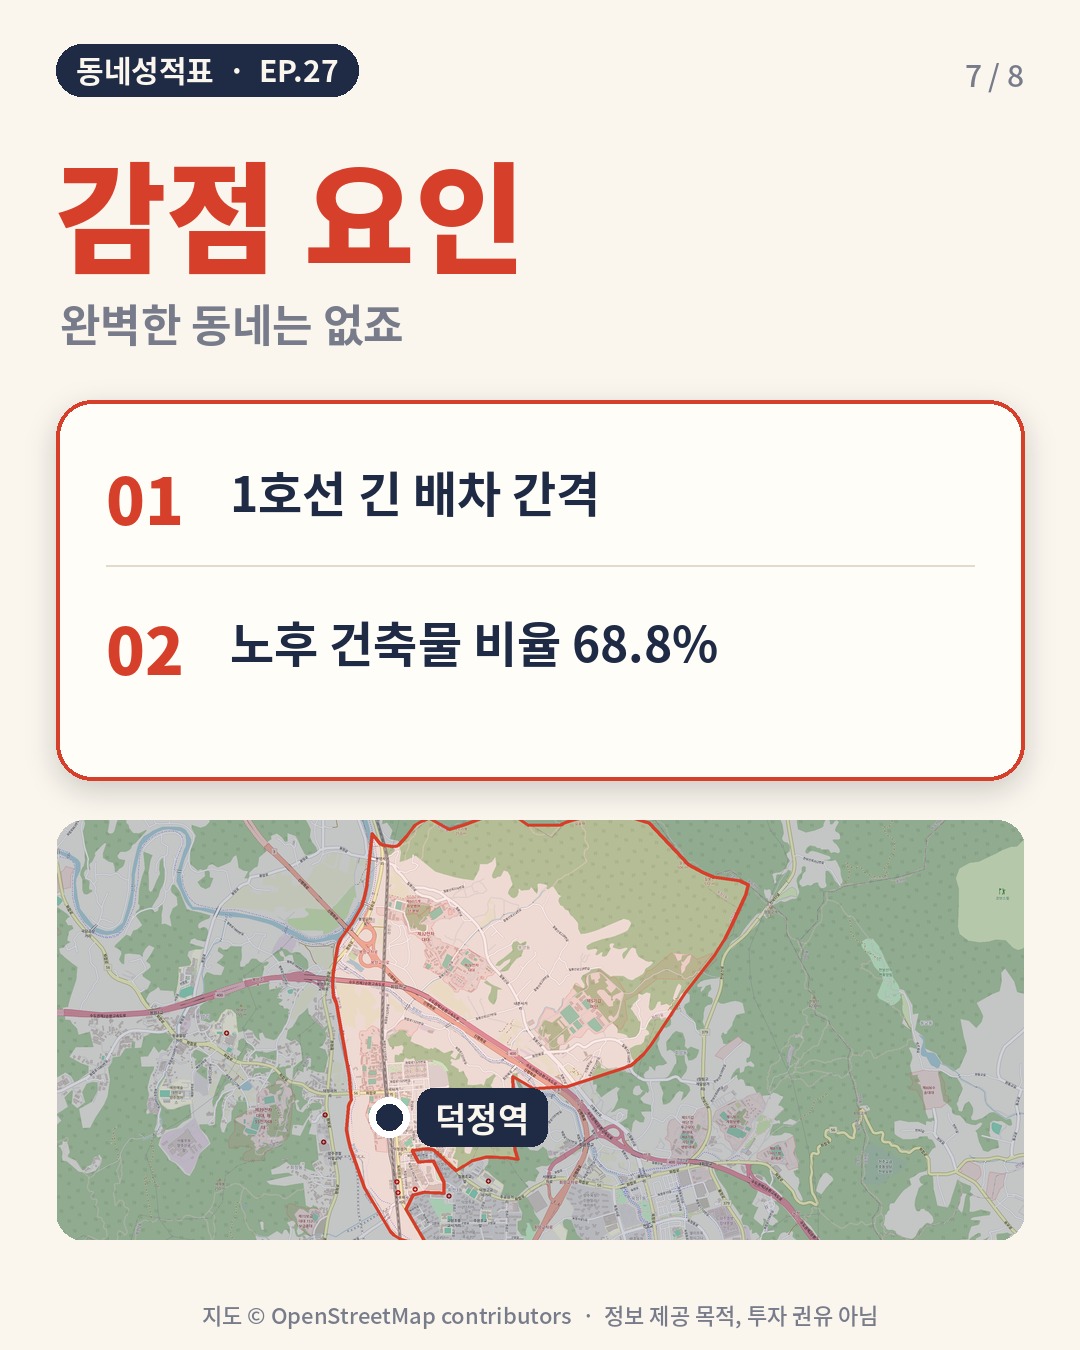 동네성적표 · EP.27
7 / 8
감점 요인
완벽한 동네는 없죠
01 1호선 긴 배차 간격
02 노후 건축물 비율 68.8%
덕정역
지도 © OpenStreetMap contributors · 정보 제공 목적, 투자 권유 아님